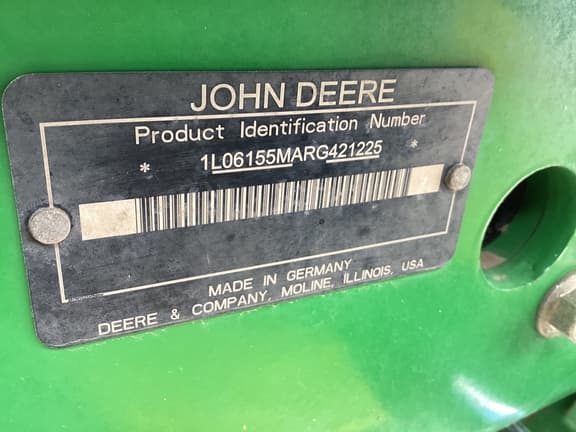 JOHN DEERE
Product Identification Number
* 1L06155MARG421225 *
MADE IN GERMANY
DEERE & COMPANY, MOLINE, ILLINOIS, USA